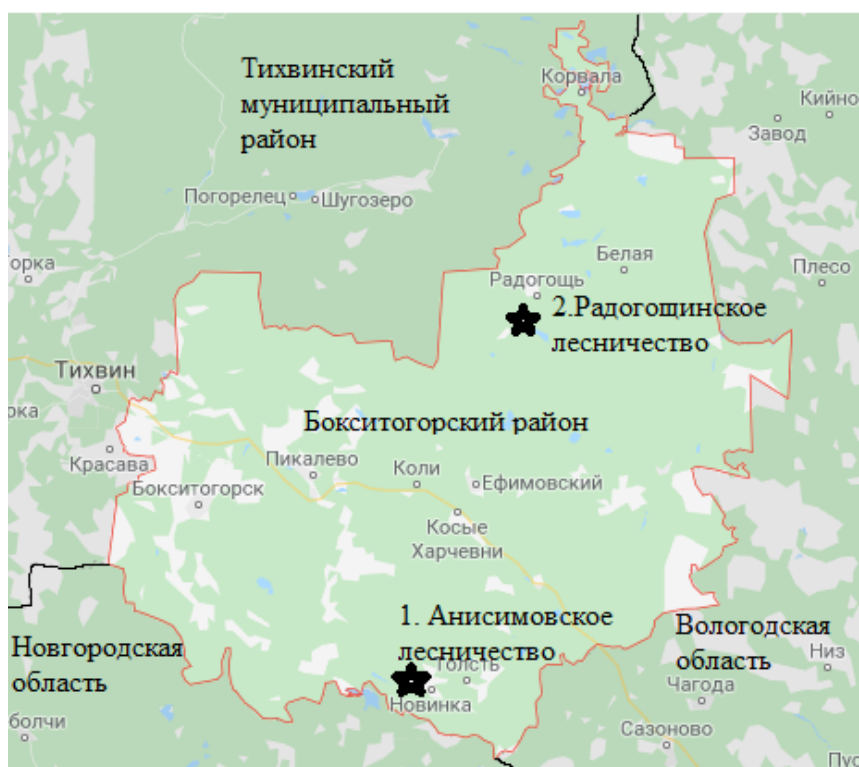 Тихвинский
муниципальный
район
Корвала
Кийно
Завод
Погорелец
Шугозеро
Белая
Радогощь
Плесо
орка
2.Радогощинское
лесничество
Тихвин
рка
Бокситогорский район
Красава
Пикалево
Коли
Ефимовский
Бокситогорск
Косые
Харчевни
1. Анисимовское
лесничество
Новгородская
область
Вологодская
область
Толсть
Низ
Новинка
Чагода
болчи
Сазоново
Пус